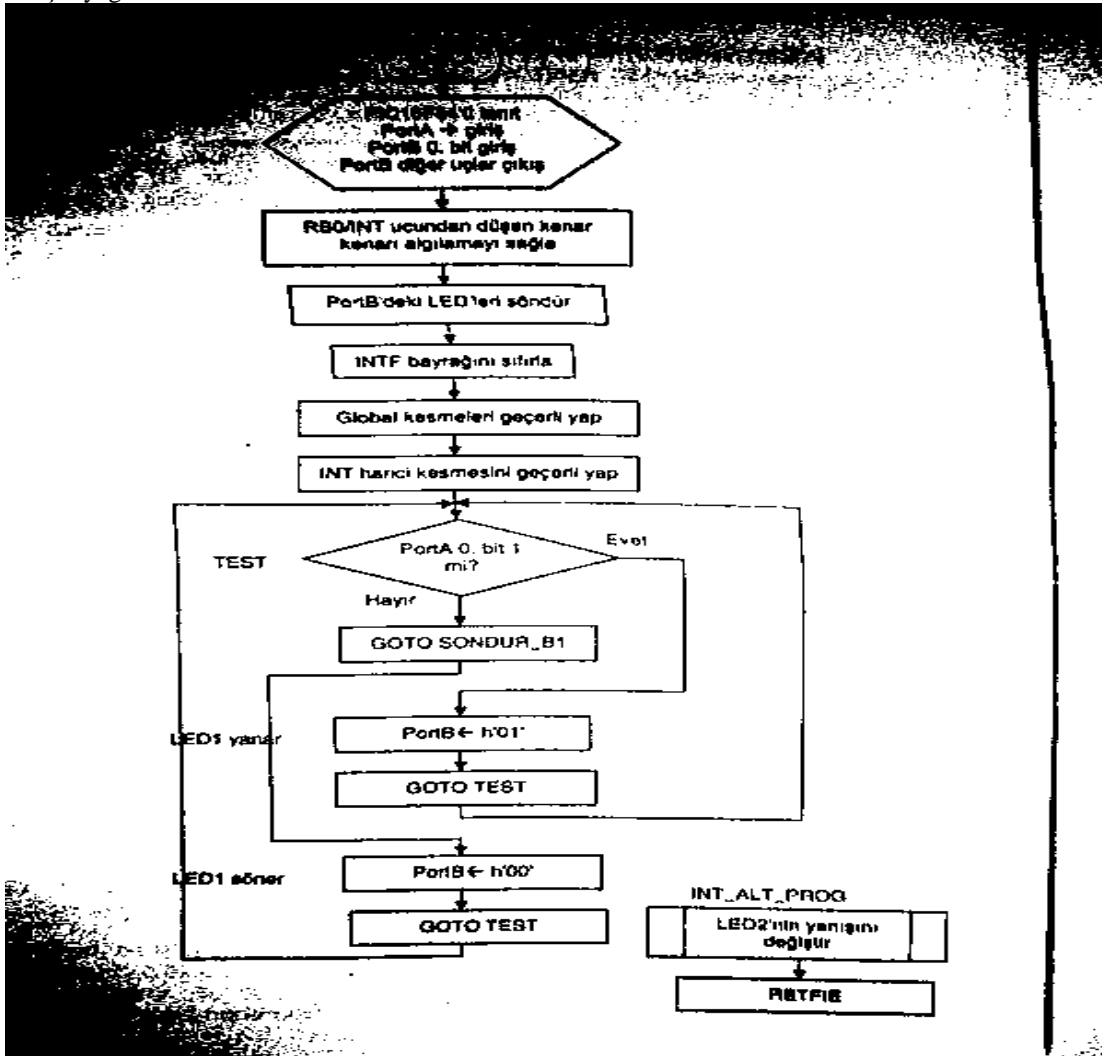 PIC16F84'ü tanıt
PortA → giriş
PortB 0. bit giriş
PortB diğer uçlar çıkış
RB0/INT ucundan düşen kenar
kenarı algılamayı sağla
PortB'deki LED'leri söndür
INTF bayrağını sıfırla
Global kesmeleri geçerli yap
INT harici kesmesini geçerli yap
TEST
PortA 0. bit 1
mi?
Evet
Hayır
GOTO SONDUR_B1
LED1 yanar
PortB← h'01'
GOTO TEST
LED1 söner
PortB← h'00'
GOTO TEST
INT_ALT_PROG
LED2'nin yanışını
değiştir
RETFIE